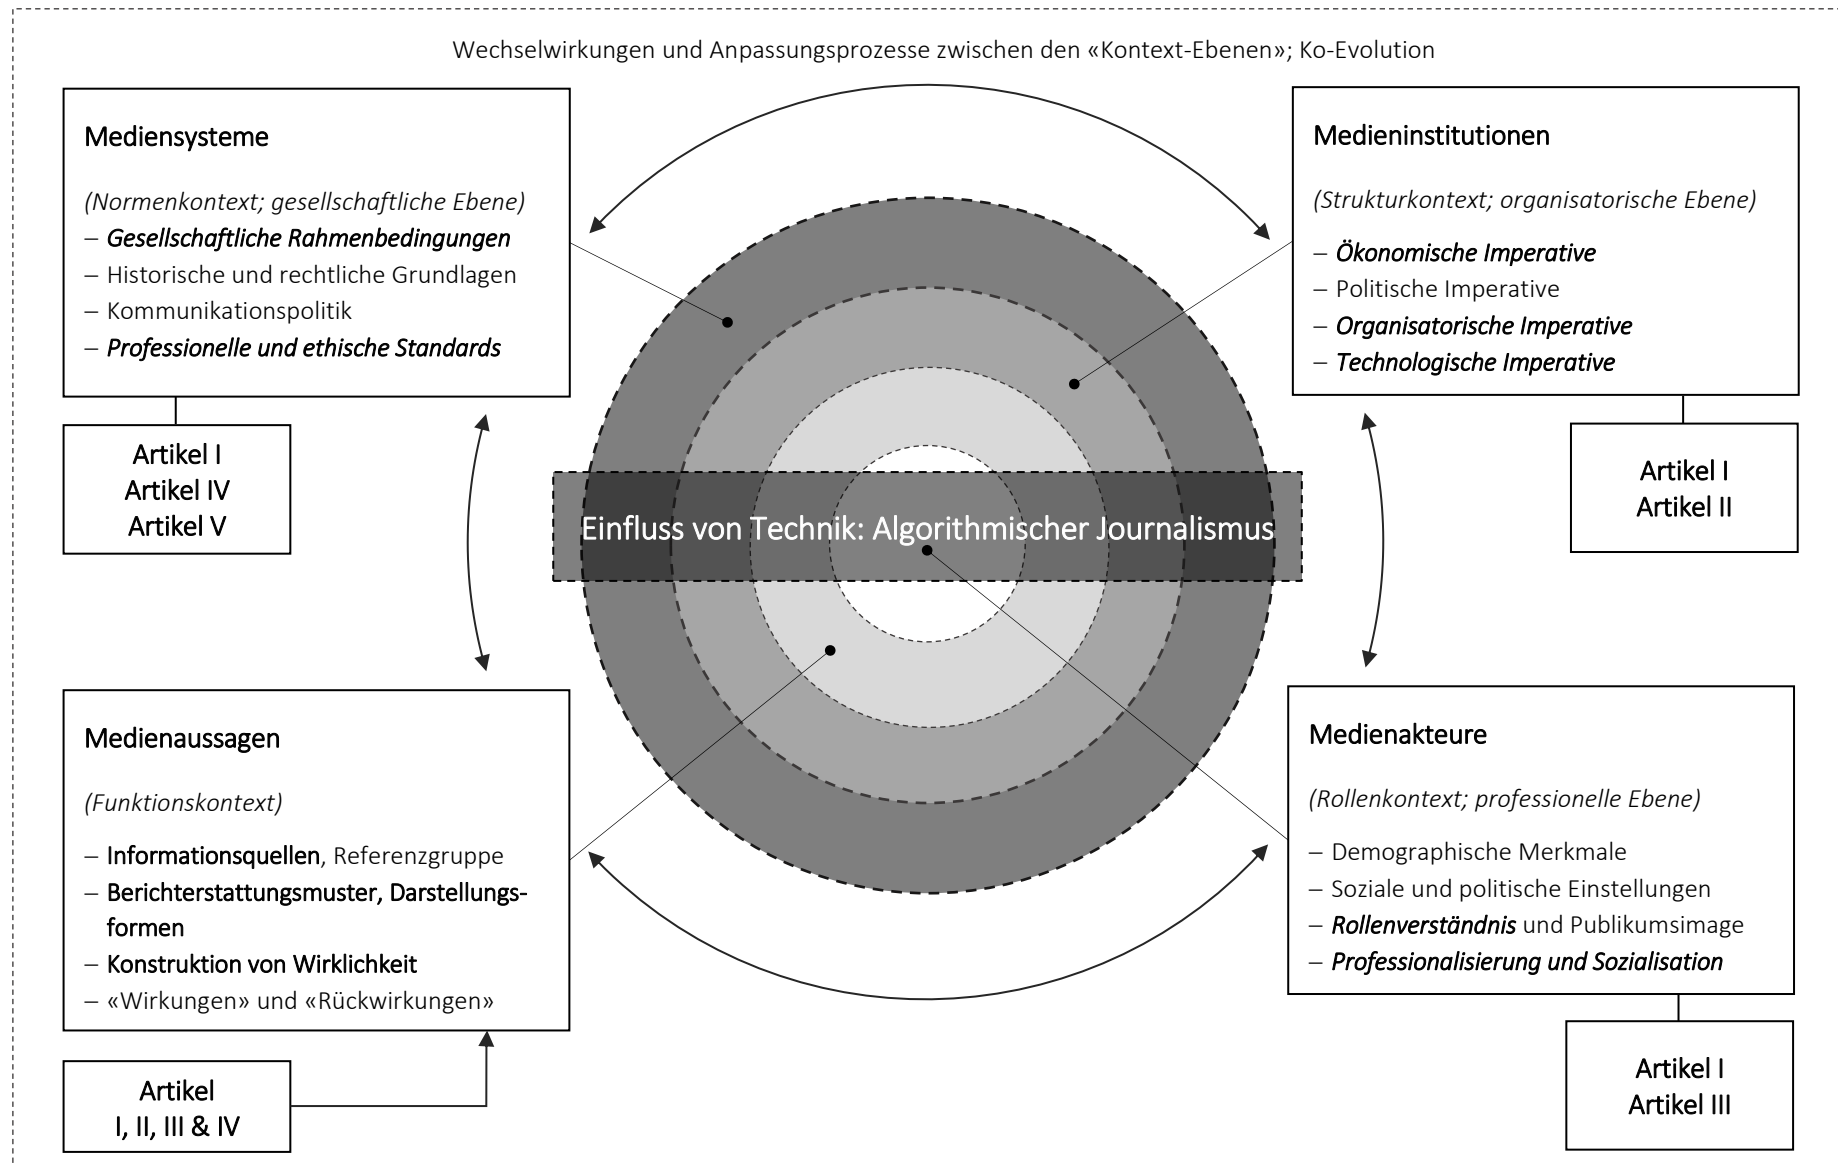 Wechselwirkungen und Anpassungsprozesse zwischen den «Kontext-Ebenen»; Ko-Evolution
Mediensysteme
(Normenkontext; gesellschaftliche Ebene)
– Gesellschaftliche Rahmenbedingungen
– Historische und rechtliche Grundlagen
– Kommunikationspolitik
– Professionelle und ethische Standards
Artikel I
Artikel IV
Artikel V
Medieninstitutionen
(Strukturkontext; organisatorische Ebene)
– Ökonomische Imperative
– Politische Imperative
– Organisatorische Imperative
– Technologische Imperative
Artikel I
Artikel II
Einfluss von Technik: Algorithmischer Journalismus
Medienaussagen
(Funktionskontext)
– Informationsquellen, Referenzgruppe
– Berichterstattungsmuster, Darstellungs-
formen
– Konstruktion von Wirklichkeit
– «Wirkungen» und «Rückwirkungen»
Artikel
I, II, III & IV
Medienakteure
(Rollenkontext; professionelle Ebene)
– Demographische Merkmale
– Soziale und politische Einstellungen
– Rollenverständnis und Publikumsimage
– Professionalisierung und Sozialisation
Artikel I
Artikel III